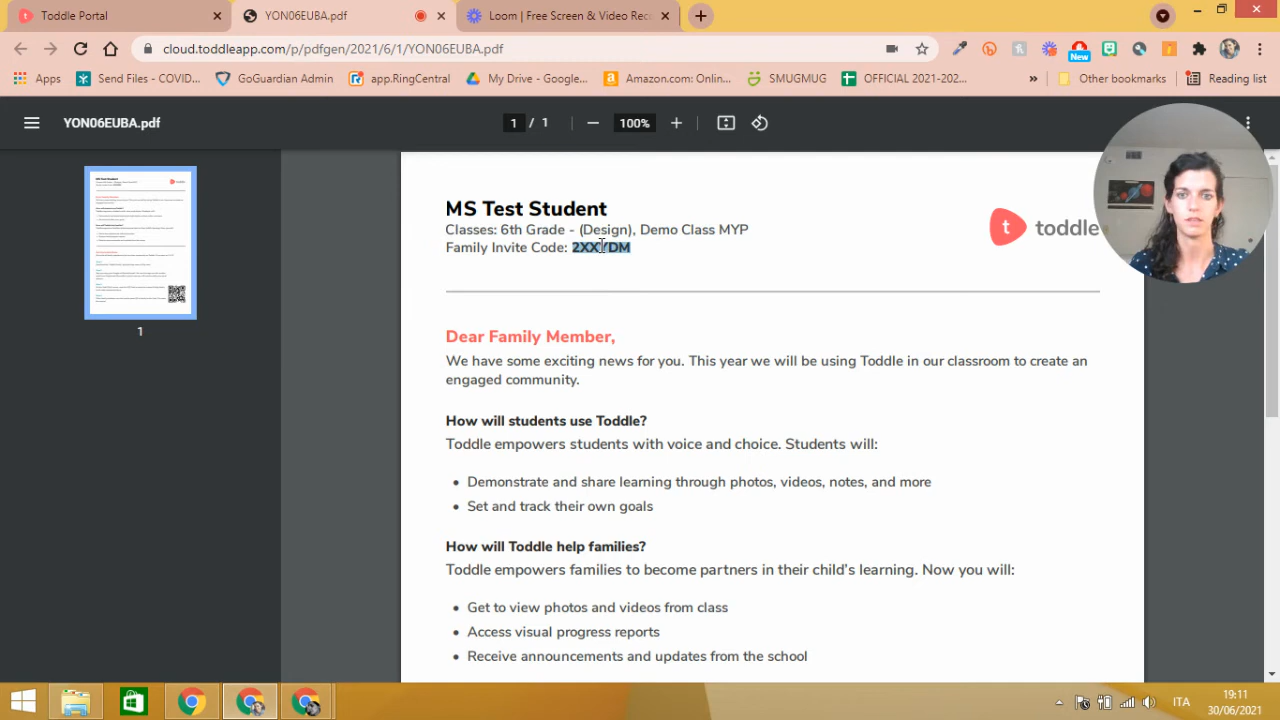 Toddle Portal
YON06EUBA.pdf
Loom | Free Screen & Video Rec
cloud.toddleapp.com/p/pdfgen/2021/6/1/YON06EUBA.pdf
New
Apps
Send Files - COVID...
GoGuardian Admin
app.RingCentral
My Drive - Google...
Amazon.com: Onlin...
SMUGMUG
OFFICIAL 2021-202...
»
Other bookmarks
Reading list
YON06EUBA.pdf
1 / 1
100%
1
MS Test Student
Classes: 6th Grade - (Design), Demo Class MYP
Family Invite Code:
t toddle
Dear Family Member,
We have some exciting news for you. This year we will be using Toddle in our classroom to create an
engaged community.
How will students use Toddle?
Toddle empowers students with voice and choice. Students will:
• Demonstrate and share learning through photos, videos, notes, and more
• Set and track their own goals
How will Toddle help families?
Toddle empowers families to become partners in their child's learning. Now you will:
• Get to view photos and videos from class
• Access visual progress reports
• Receive announcements and updates from the school
ITA
19:11
30/06/2021